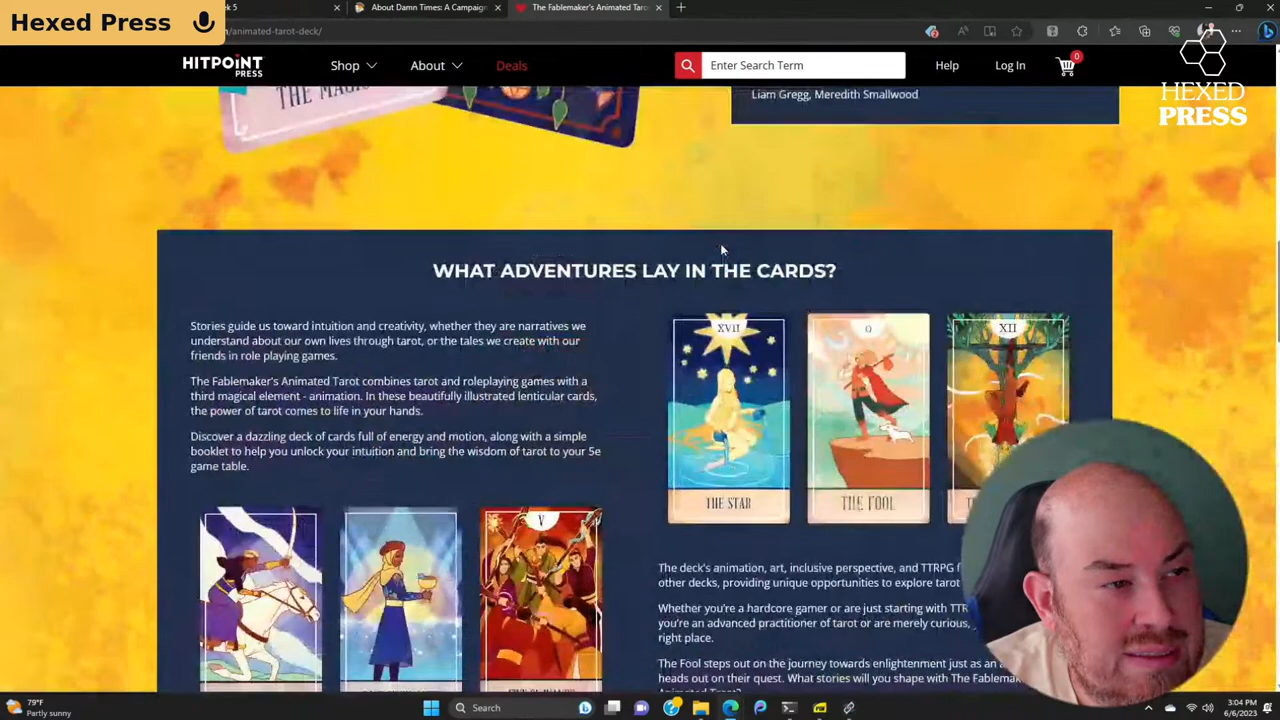 Hexed Press
About Damn Times: A Campaign
The Fablemaker's Animated Taro
/animated-tarot-deck/
HITPOINT
PRESS
Shop
About
Deals
Enter Search Term
Help
Log In
0
HEXED
PRESS
THE MAGIC
Liam Gregg, Meredith Smallwood
WHAT ADVENTURES LAY IN THE CARDS?
Stories guide us toward intuition and creativity, whether they are narratives we
understand about our own lives through tarot, or the tales we create with our
friends in role playing games.
The Fablemaker's Animated Tarot combines tarot and roleplaying games with a
third magical element - animation. In these beautifully illustrated lenticular cards,
the power of tarot comes to life in your hands.
Discover a dazzling deck of cards full of energy and motion, along with a simple
booklet to help you unlock your intuition and bring the wisdom of tarot to your 5e
game table.
XVII
THE STAR
0
THE FOOL
XII
V
The deck's animation, art, inclusive perspective, and TTRPG
other decks, providing unique opportunities to explore tarot
Whether you're a hardcore gamer or are just starting with TTR
you're an advanced practitioner of tarot or are merely curious,
right place.
The Fool steps out on the journey towards enlightenment just as an
heads out on their quest. What stories will you shape with The Fablemak
Animated Tarot?
79°F
Partly sunny
Search
3:04 PM
6/6/2023